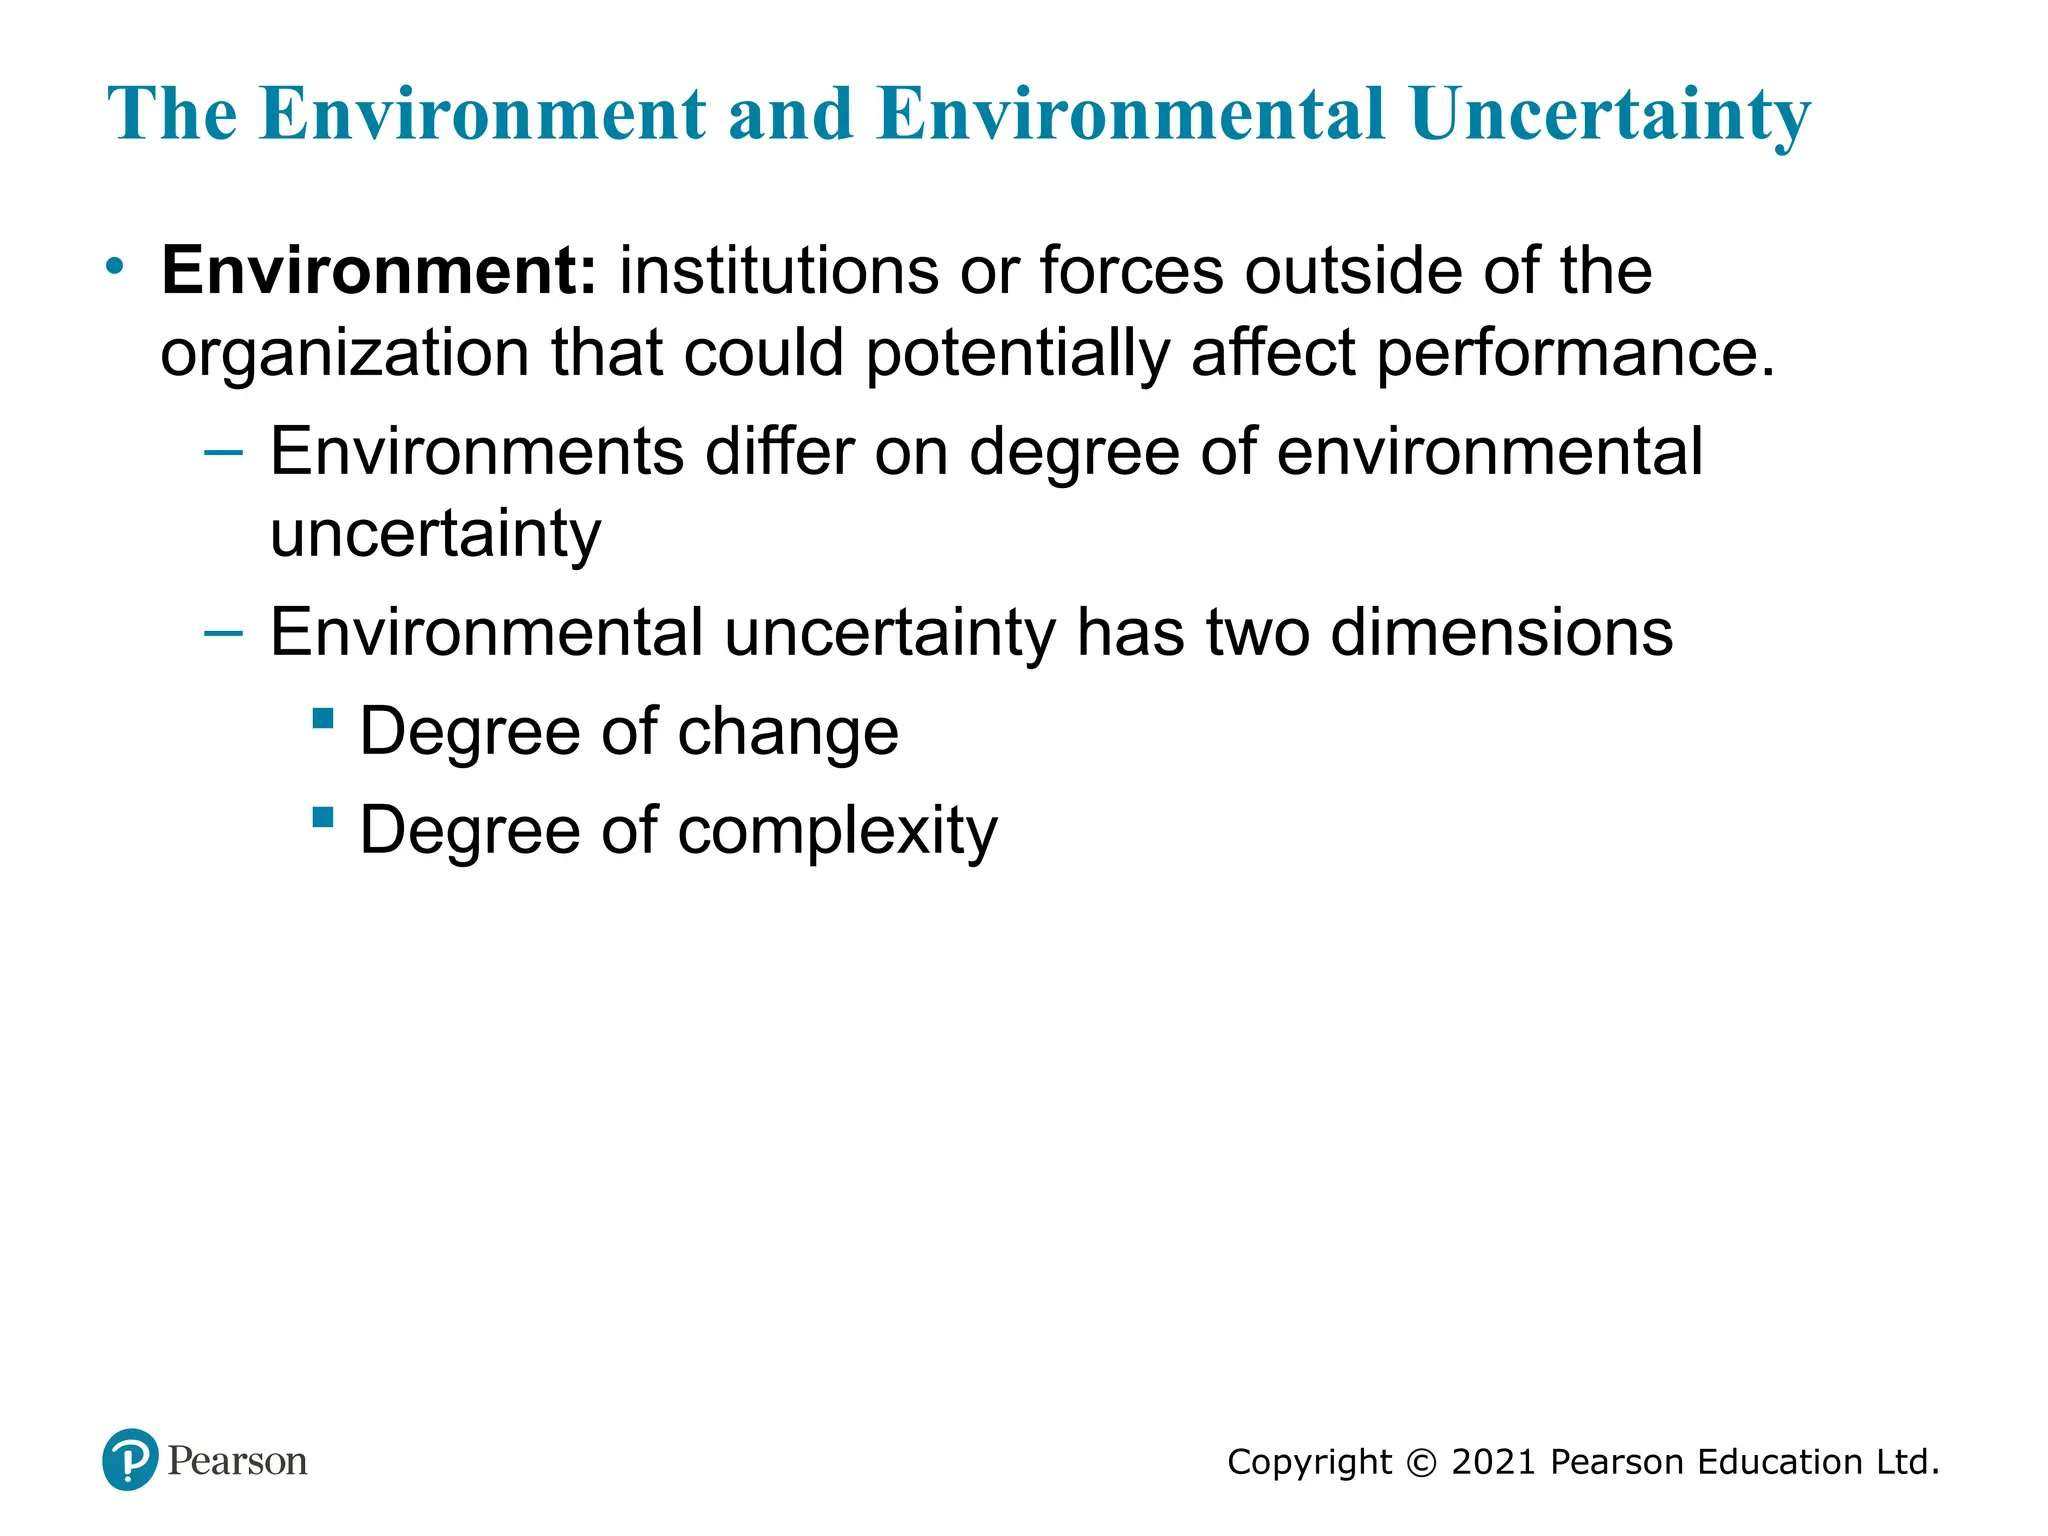 The Environment and Environmental Uncertainty
• Environment: institutions or forces outside of the
organization that could potentially affect performance.
– Environments differ on degree of environmental
uncertainty
– Environmental uncertainty has two dimensions
▪ Degree of change
▪ Degree of complexity
Pearson
Copyright © 2021 Pearson Education Ltd.